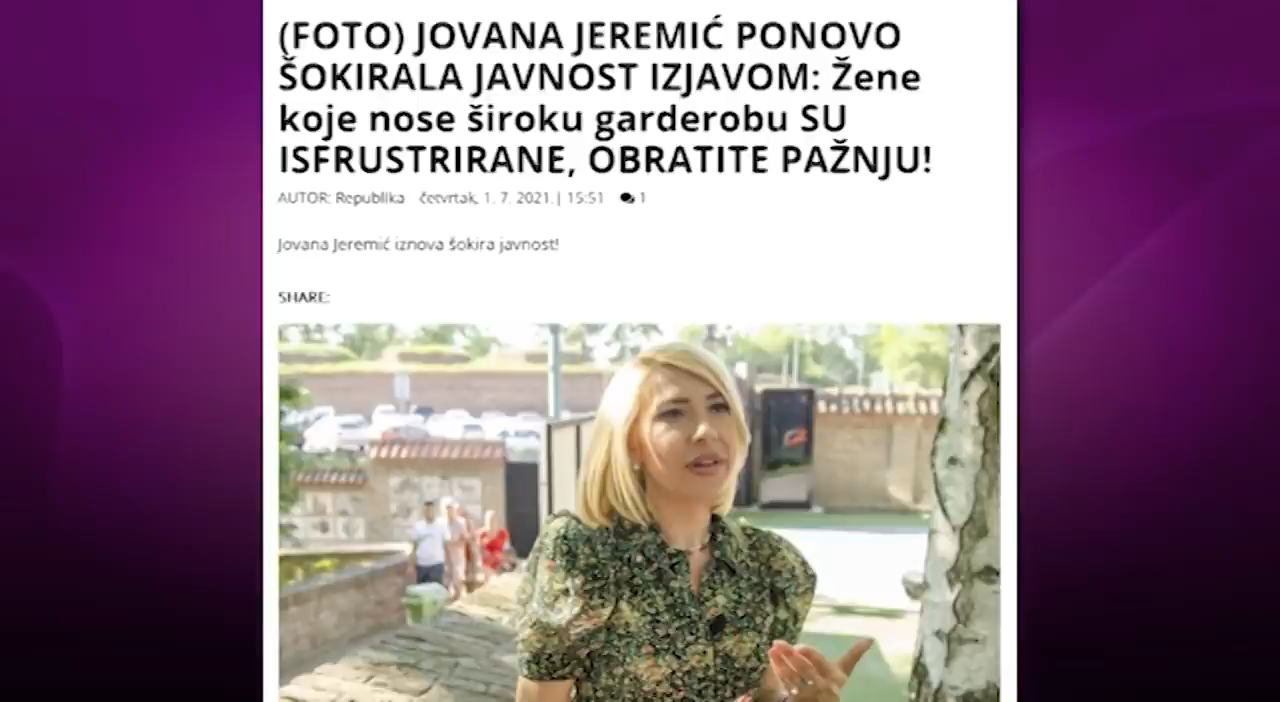 (FOTO) JOVANA JEREMIĆ PONOVO
ŠOKIRALA JAVNOST IZJAVOM: Žene
koje nose široku garderobu SU
ISFRUSTRIRANE, OBRATITE PAŽNJU!
AUTOR: Republika četvrtak, 1. 7. 2021. | 15:51 1
Jovana Jeremić iznova šokira javnost!
SHARE: